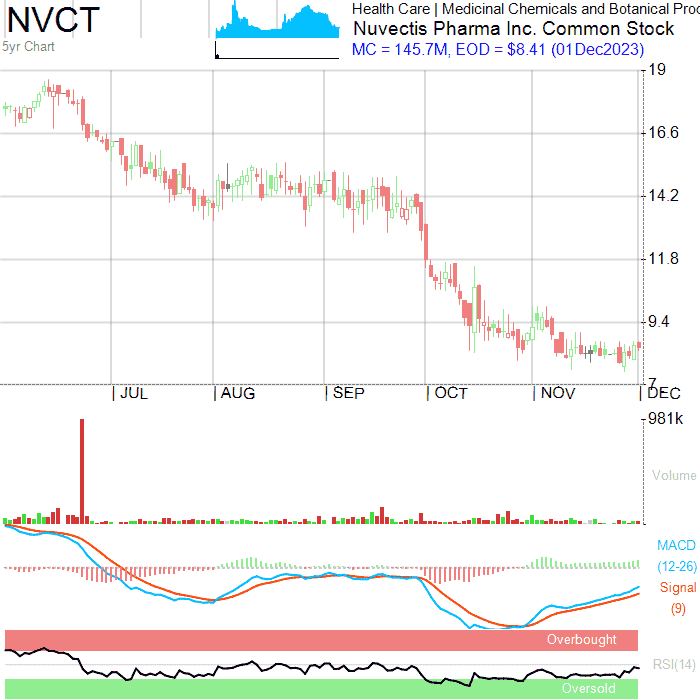 NVCT
5yr Chart
Health Care | Medicinal Chemicals and Botanical Proc
Nuvectis Pharma Inc. Common Stock
MC = 145.7M, EOD = $8.41 (01Dec2023)
19
16.6
14.2
11.8
9.4
7
JUL AUG SEP OCT NOV DEC
981k
Volume
MACD
(12-26)
Signal
(9)
Overbought
RSI(14)
Oversold